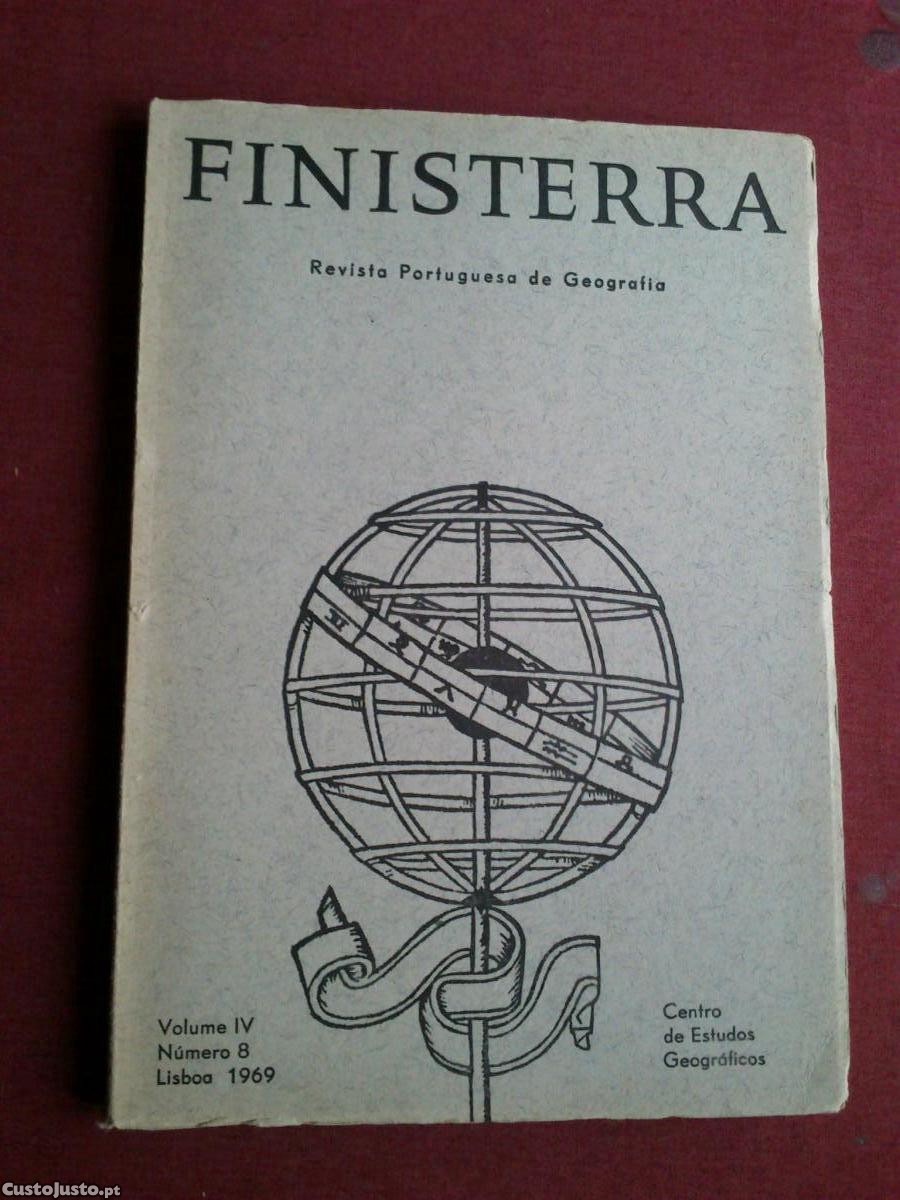 FINISTERRA
Revista Portuguesa de Geografia
Volume IV
Número 8
Lisboa 1969
Centro
de Estudos
Geográficos
CustoJusto.pt